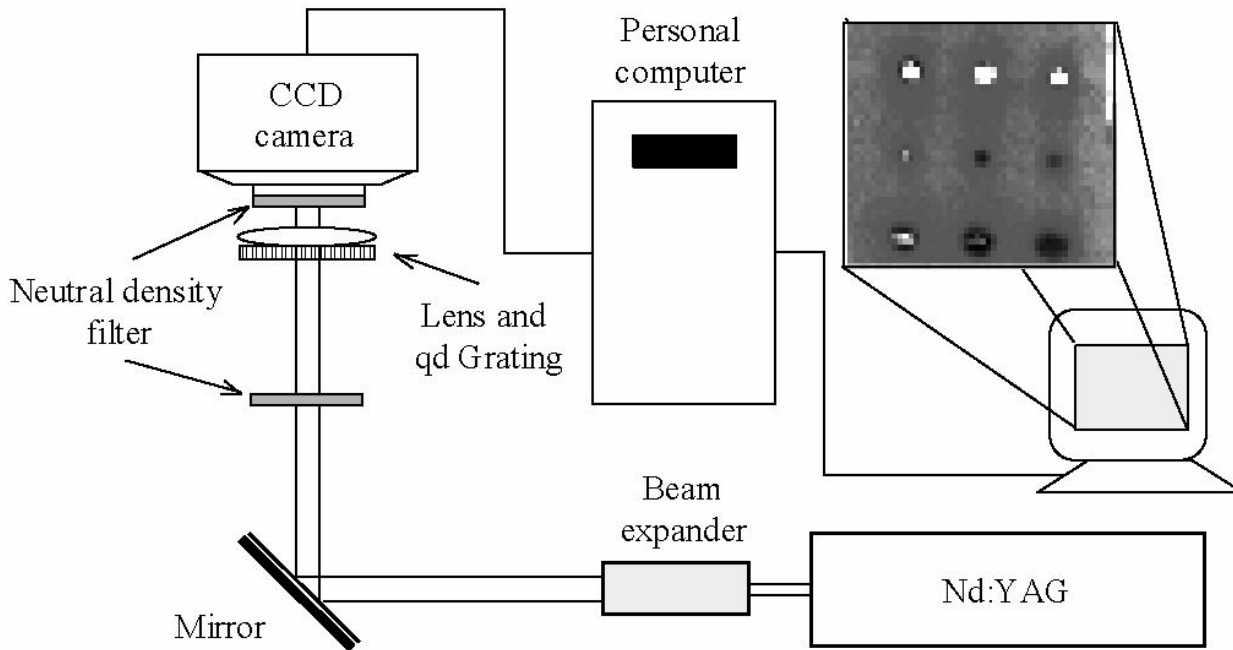 CCD
camera
Personal
computer
Neutral density
filter
Lens and
qd Grating
Beam
expander
Nd:YAG
Mirror